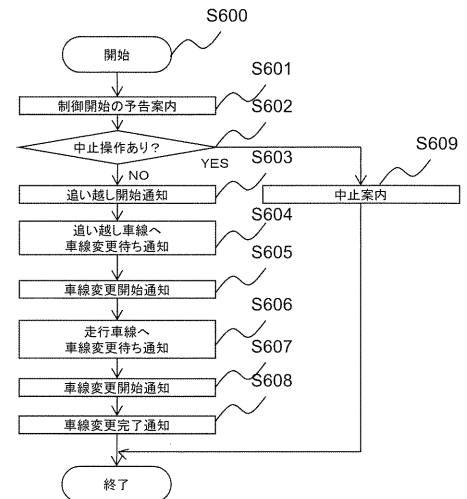 S600
開始
S601
制御開始の予告案内
S602
中止操作あり?
YES
NO
S603
追い越し開始通知
S609
中止案内
S604
追い越し車線へ
車線変更待ち通知
S605
車線変更開始通知
S606
走行車線へ
車線変更待ち通知
S607
車線変更開始通知
S608
車線変更完了通知
終了